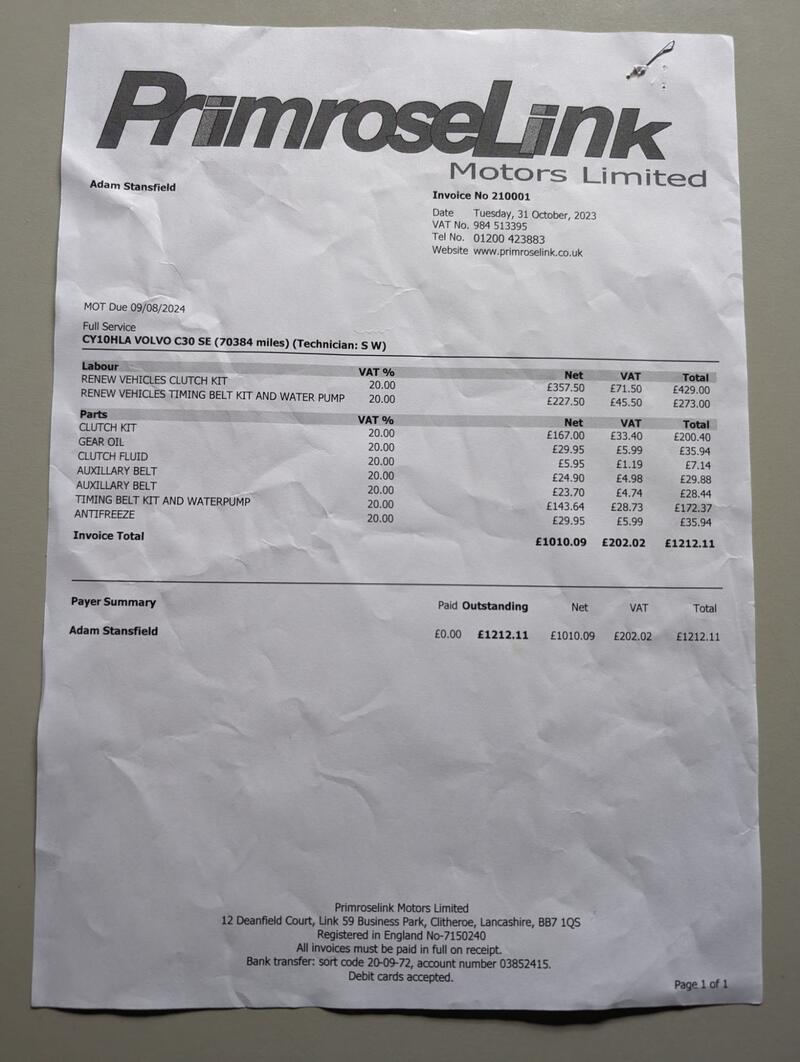 PrimroseLink
Motors Limited
Adam Stansfield
Invoice No 210001
Date Tuesday, 31 October, 2023
VAT No. 984 513395
Tel No. 01200 423883
Website www.primroselink.co.uk
MOT Due 09/08/2024
Full Service
CY10HLA VOLVO C30 SE (70384 miles) (Technician: S W)
Labour VAT % Net VAT Total
RENEW VEHICLES CLUTCH KIT 20.00 £357.50 £71.50 £429.00
RENEW VEHICLES TIMING BELT KIT AND WATER PUMP 20.00 £227.50 £45.50 £273.00
Parts VAT % Net VAT Total
CLUTCH KIT 20.00 £167.00 £33.40 £200.40
GEAR OIL 20.00 £29.95 £5.99 £35.94
CLUTCH FLUID 20.00 £5.95 £1.19 £7.14
AUXILLARY BELT 20.00 £24.90 £4.98 £29.88
AUXILLARY BELT 20.00 £23.70 £4.74 £28.44
TIMING BELT KIT AND WATERPUMP 20.00 £143.64 £28.73 £172.37
ANTIFREEZE 20.00 £29.95 £5.99 £35.94
Invoice Total £1010.09 £202.02 £1212.11
Payer Summary Paid Outstanding Net VAT Total
Adam Stansfield £0.00 £1212.11 £1010.09 £202.02 £1212.11
Primroselink Motors Limited
12 Deanfield Court, Link 59 Business Park, Clitheroe, Lancashire, BB7 1QS
Registered in England No-7150240
All invoices must be paid in full on receipt.
Bank transfer: sort code 20-09-72, account number 03852415.
Debit cards accepted.
Page 1 of 1